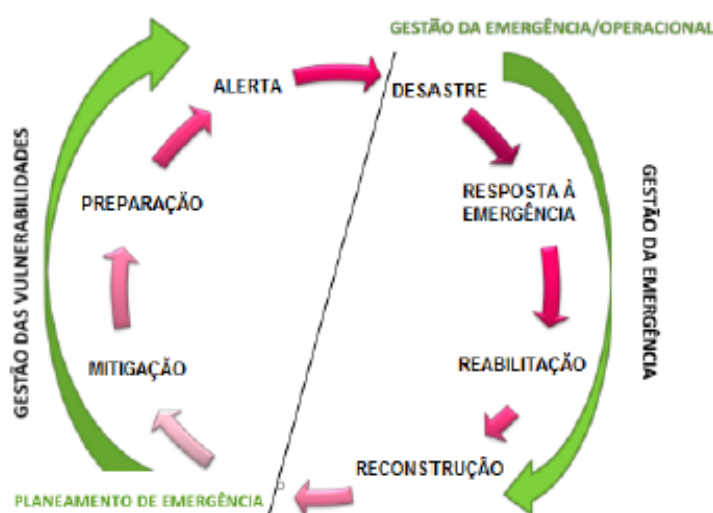 GESTÃO DA EMERGÊNCIA/OPERACIONAL
ALERTA
DESASTRE
RESPOSTA À
EMERGÊNCIA
REABILITAÇÃO
RECONSTRUÇÃO
MITIGAÇÃO
PREPARAÇÃO
GESTÃO DAS VULNERABILIDADES
GESTÃO DA EMERGÊNCIA
PLANEAMENTO DE EMERGÊNCIA